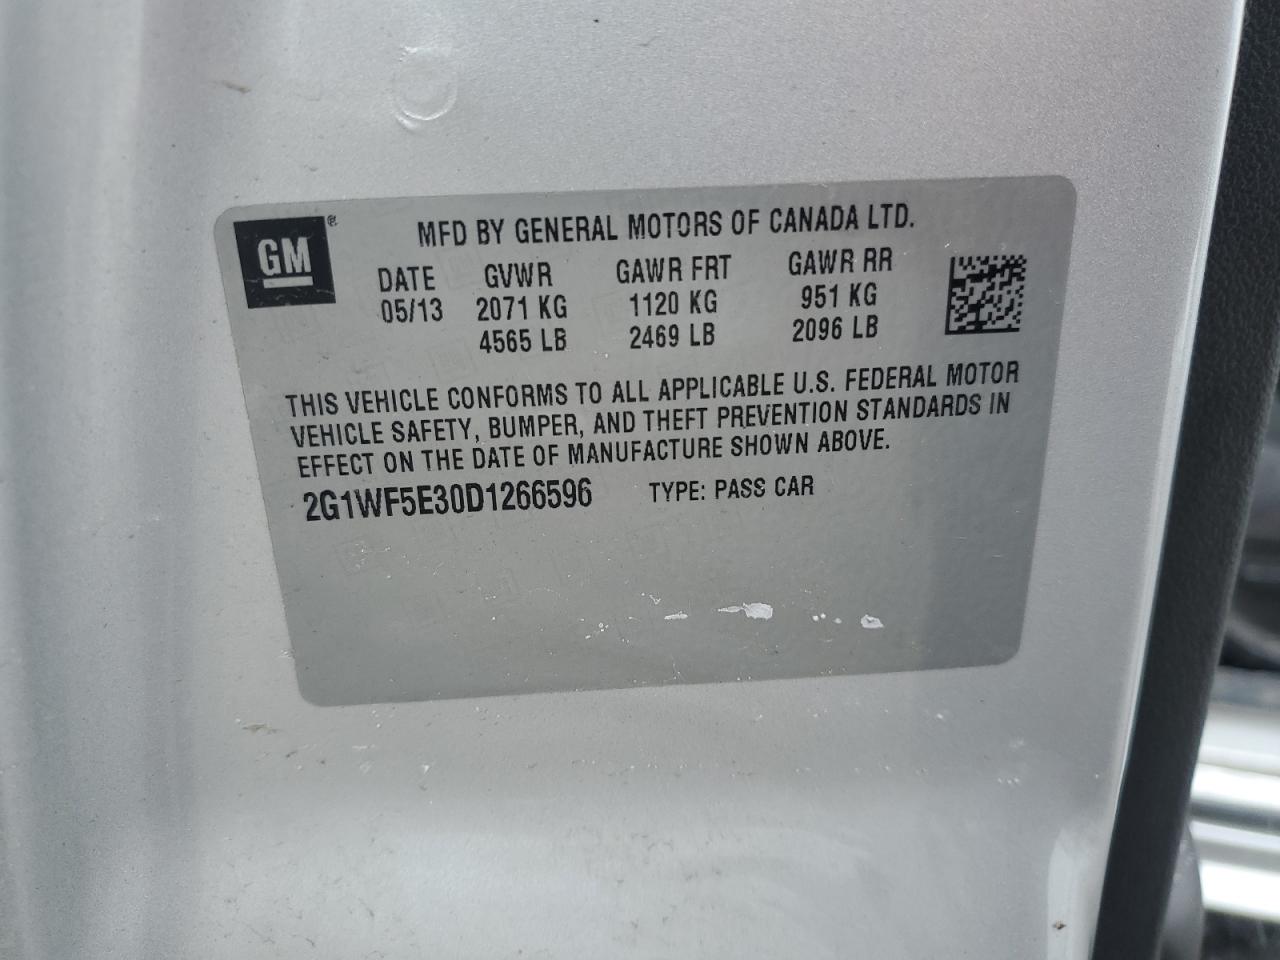 GM ®
MFD BY GENERAL MOTORS OF CANADA LTD.
DATE GVWR GAWR FRT GAWR RR
05/13 2071 KG 1120 KG 951 KG
4565 LB 2469 LB 2096 LB
THIS VEHICLE CONFORMS TO ALL APPLICABLE U.S. FEDERAL MOTOR
VEHICLE SAFETY, BUMPER, AND THEFT PREVENTION STANDARDS IN
EFFECT ON THE DATE OF MANUFACTURE SHOWN ABOVE.
2G1WF5E30D1266596 TYPE: PASS CAR